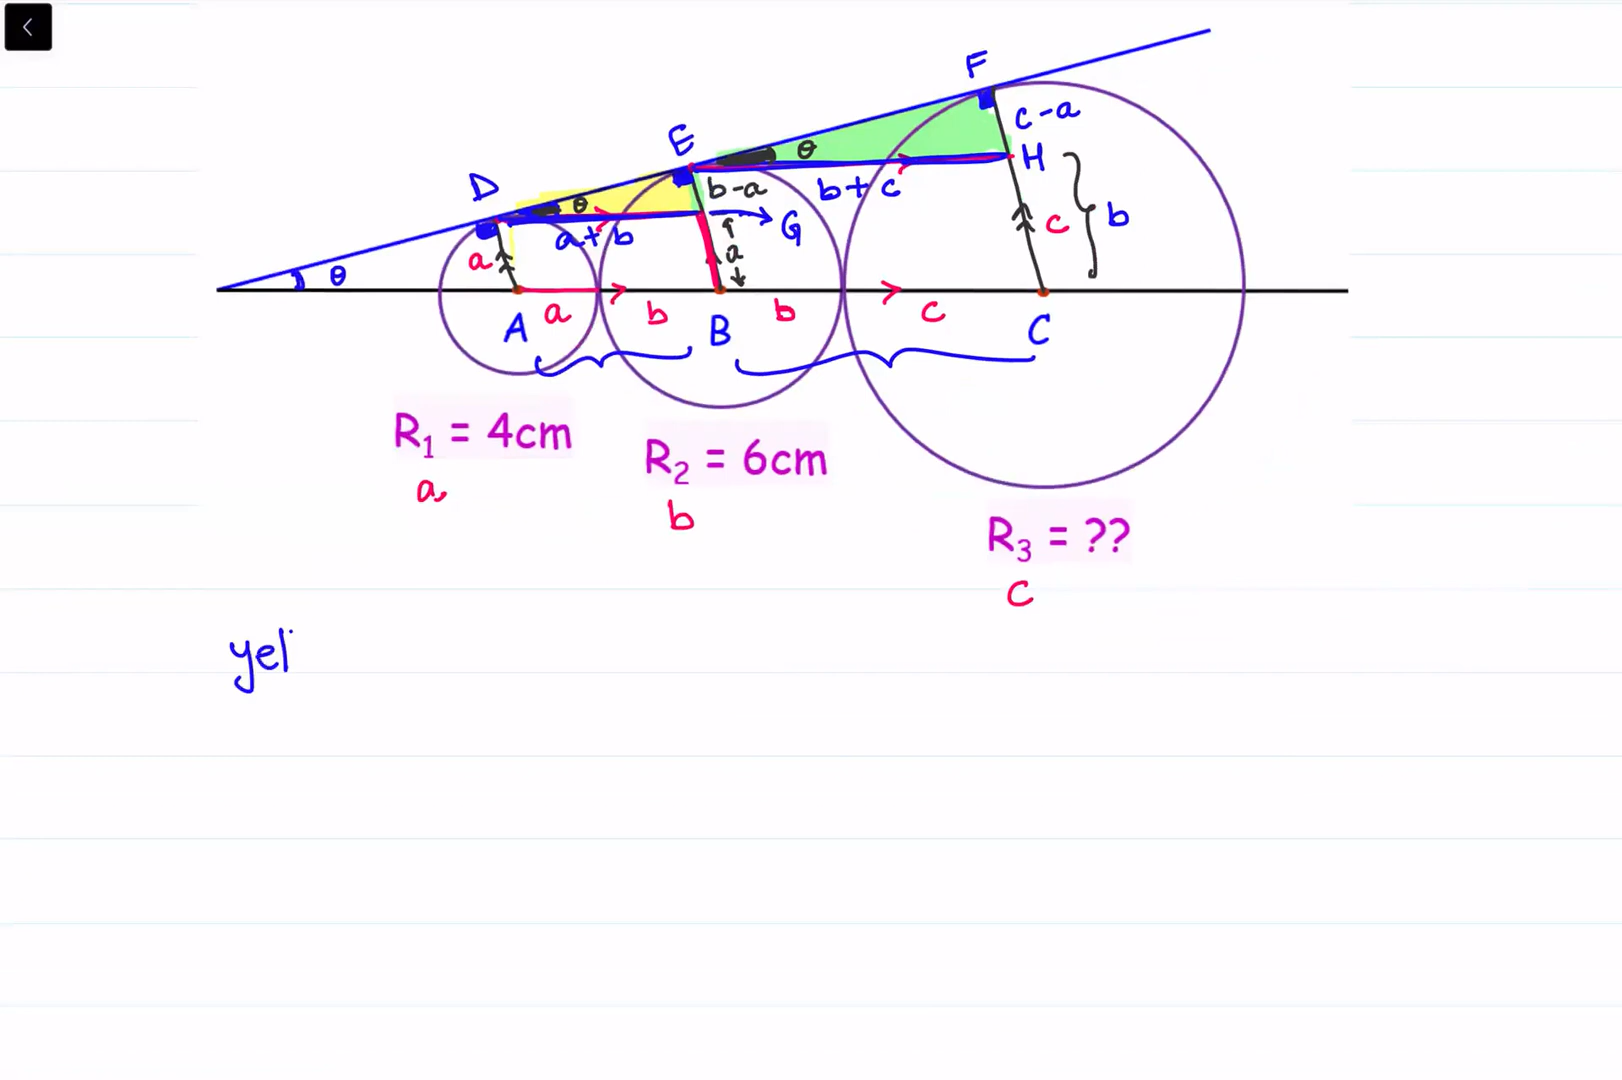 F
c-a
E
θ
H
D
b-a
b+c
θ
G
c
b
a+b
a
a
θ
a
b
b
c
A
B
C
R₁ = 4cm
R₂ = 6cm
a,
b
R₃ = ??
c
yel